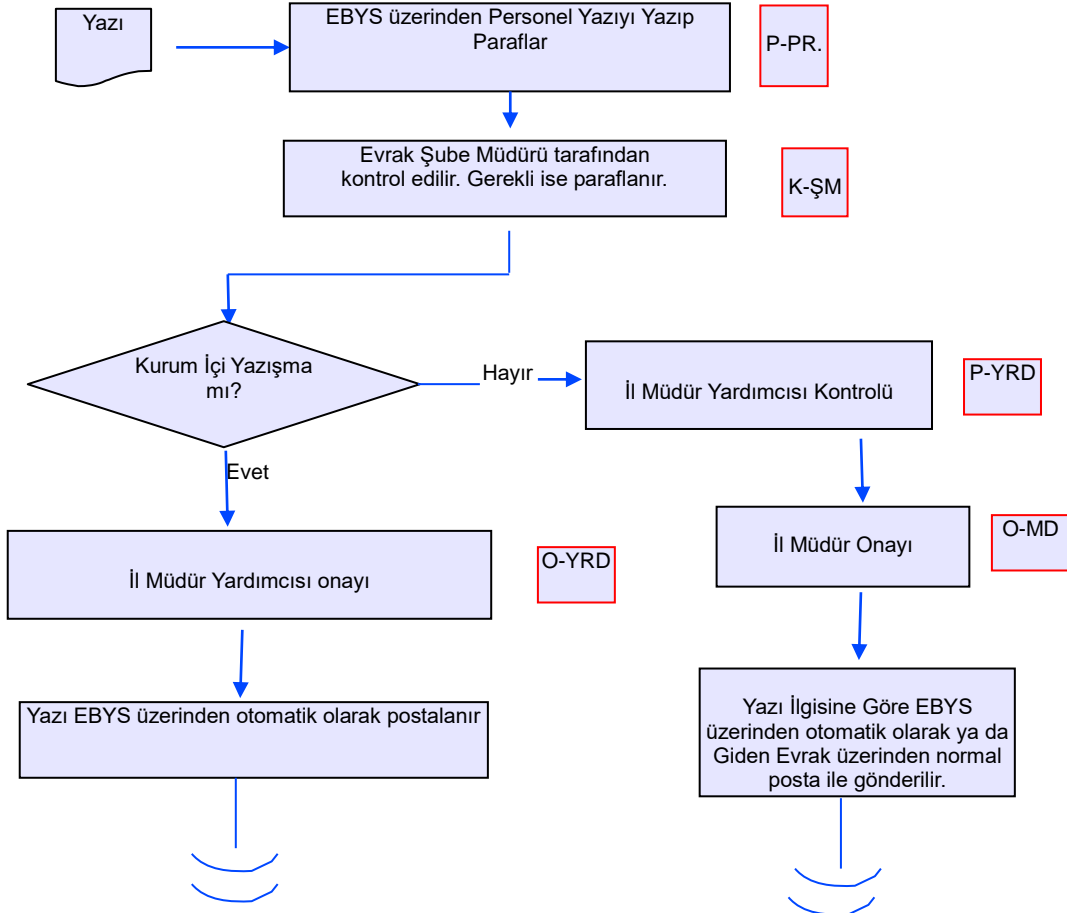 Yazı
EBYS üzerinden Personel Yazıyı Yazıp
Paraflar
P-PR.
Evrak Şube Müdürü tarafından
kontrol edilir. Gerekli ise paraflanır.
K-ŞM
Kurum İçi Yazışma
mı?
Hayır
İl Müdür Yardımcısı Kontrolü
P-YRD
Evet
İl Müdür Yardımcısı onayı
O-YRD
İl Müdür Onayı
O-MD
Yazı EBYS üzerinden otomatik olarak postalanır
Yazı İlgisine Göre EBYS
üzerinden otomatik olarak ya da
Giden Evrak üzerinden normal
posta ile gönderilir.